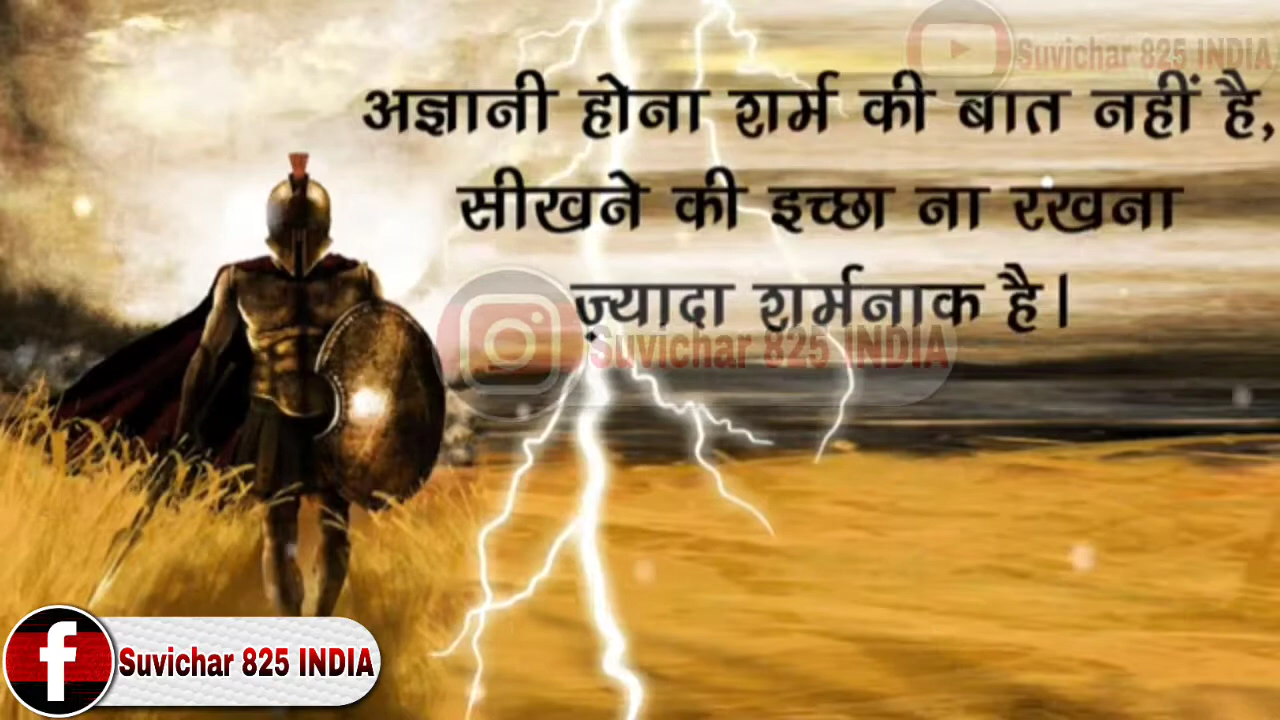 Suvichar 825 INDIA
अज्ञानी होना शर्म की बात नहीं है,
सीखने की इच्छा ना रखना
ज़्यादा शर्मनाक है।
Suvichar 825 INDIA
f Suvichar 825 INDIA